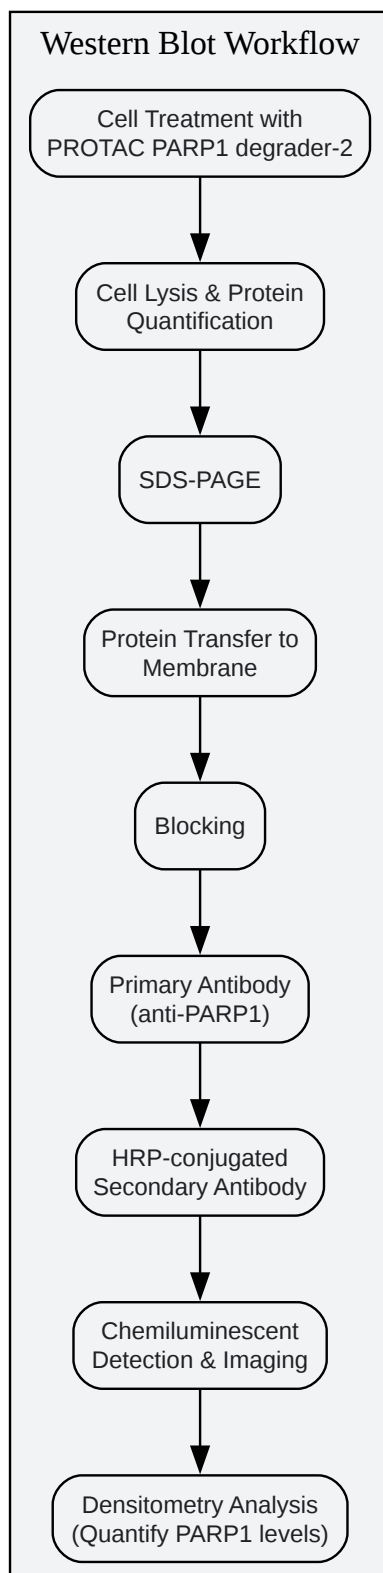 Western Blot Workflow
Cell Treatment with
PROTAC PARP1 degrader-2
Cell Lysis & Protein
Quantification
SDS-PAGE
Protein Transfer to
Membrane
Blocking
Primary Antibody
(anti-PARP1)
HRP-conjugated
Secondary Antibody
Chemiluminescent
Detection & Imaging
Densitometry Analysis
(Quantify PARP1 levels)